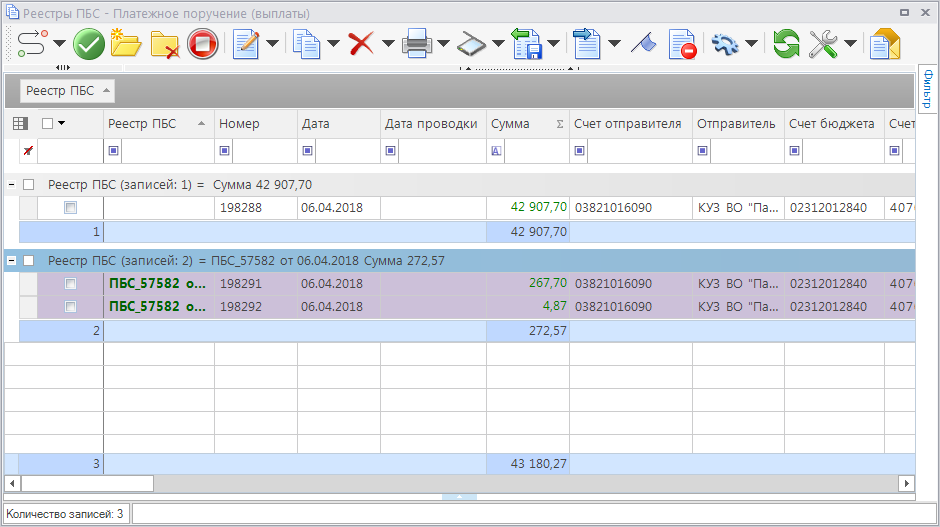 Реестры ПБС - Платежное поручение (выплаты)
Реестр ПБС
Фильтр
Реестр ПБС Номер Дата Дата проводки Сумма Σ Счет отправителя Отправитель Счет бюджета Счет
A
Реестр ПБС (записей: 1) = Сумма 42 907,70
198288 06.04.2018 42 907,70 03821016090 КУЗ ВО "Па... 02312012840 4070
1 42 907,70
Реестр ПБС (записей: 2) = ПБС_57582 от 06.04.2018 Сумма 272,57
ПБС_57582 о... 198291 06.04.2018 267,70 03821016090 КУЗ ВО "Па... 02312012840 4070
ПБС_57582 о... 198292 06.04.2018 4,87 03821016090 КУЗ ВО "Па... 02312012840 4070
2 272,57
3 43 180,27
Количество записей: 3